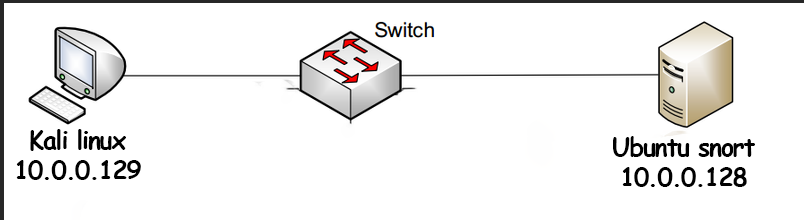 Switch
Kali linux
10.0.0.129
Ubuntu snort
10.0.0.128